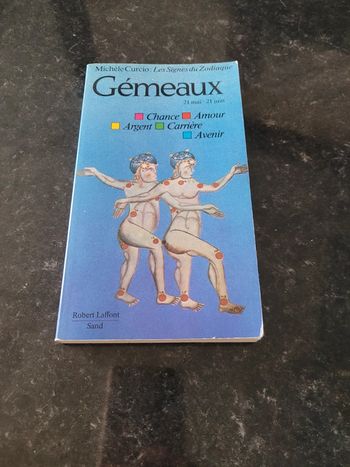 Michèle Curcio: Les Signes du Zodiaque
Gémeaux
21 mai - 21 juin
Chance Amour
Argent Carrière
Avenir
Robert Laffont
Sand